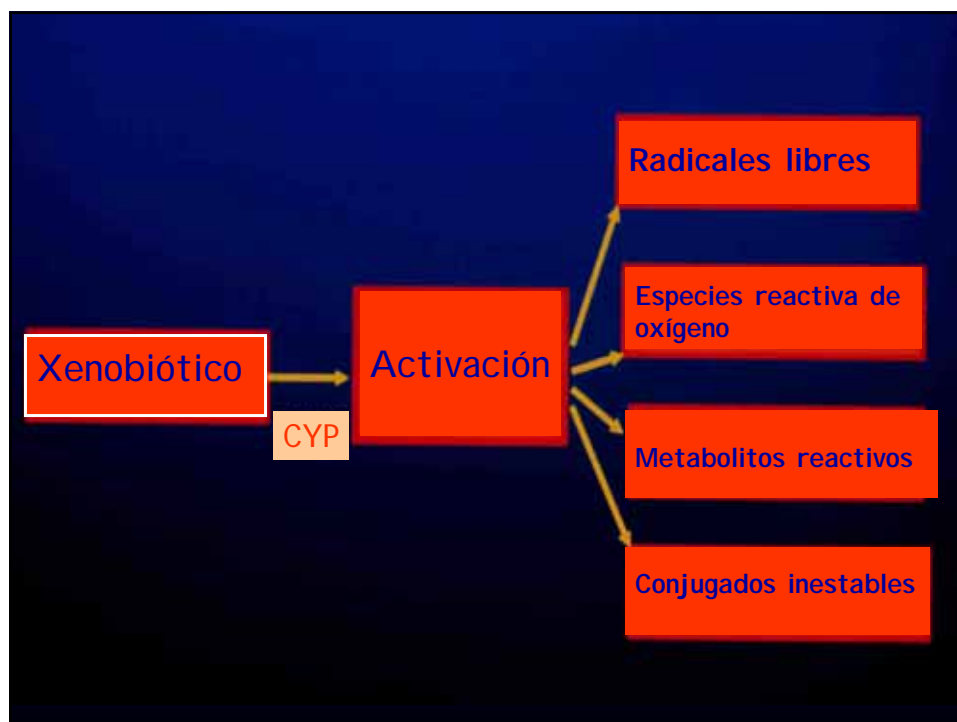 Xenobiótico
CYP
Activación
Radicales libres
Especies reactiva de
oxígeno
Metabolitos reactivos
Conjugados inestables